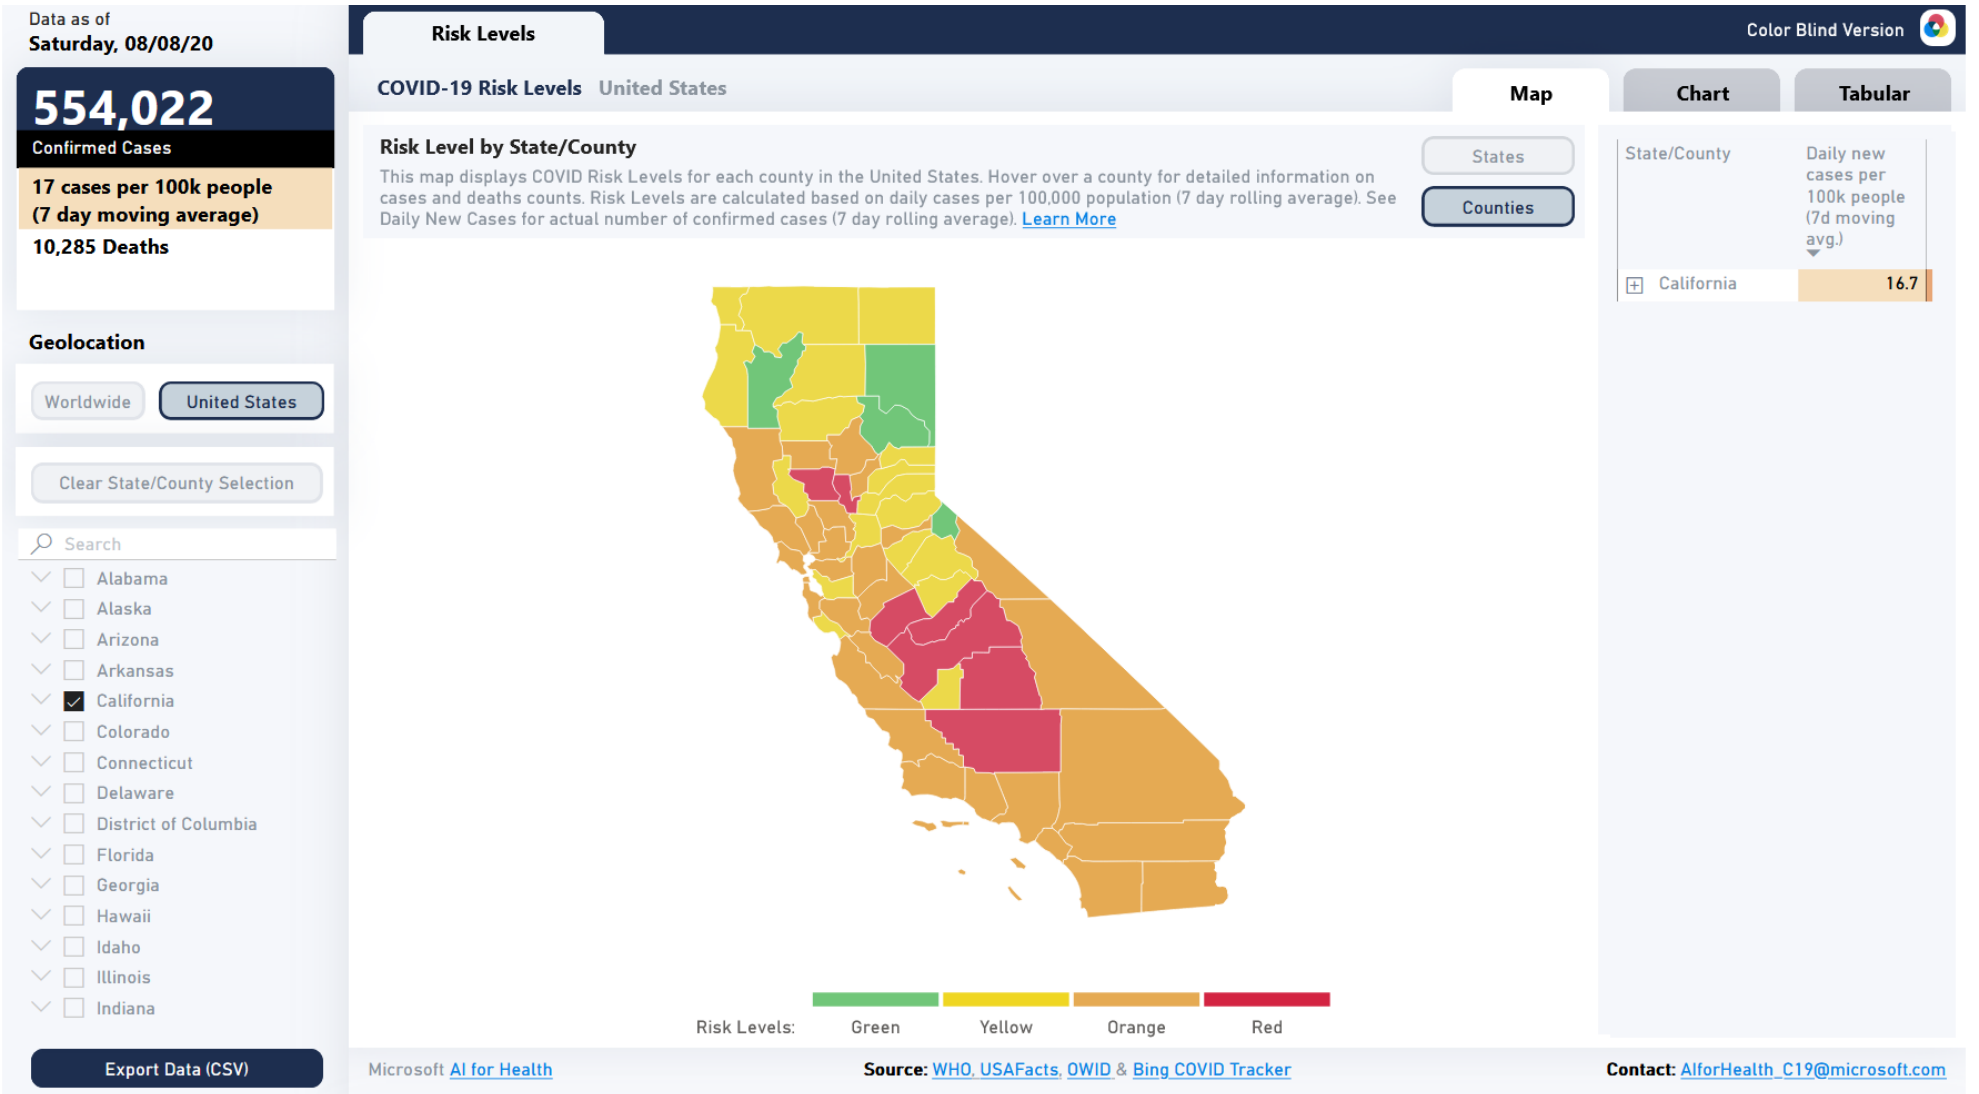 Data as of
Saturday, 08/08/20
554,022
Confirmed Cases
17 cases per 100k people
(7 day moving average)
10,285 Deaths
Geolocation
Worldwide
United States
Clear State/County Selection
Search
Alabama
Alaska
Arizona
Arkansas
California
Colorado
Connecticut
Delaware
District of Columbia
Florida
Georgia
Hawaii
Idaho
Illinois
Indiana
Export Data (CSV)
Risk Levels
Color Blind Version
COVID-19 Risk Levels United States
Map
Chart
Tabular
Risk Level by State/County
This map displays COVID Risk Levels for each county in the United States. Hover over a county for detailed information on
cases and deaths counts. Risk Levels are calculated based on daily cases per 100,000 population (7 day rolling average). See
Daily New Cases for actual number of confirmed cases (7 day rolling average). Learn More
States
Counties
State/County
Daily new
cases per
100k people
(7d moving
avg.)
California
16.7
Risk Levels:
Green
Yellow
Orange
Red
Microsoft AI for Health
Source: WHO, USAFacts, OWID & Bing COVID Tracker
Contact: AIforHealth_C19@microsoft.com